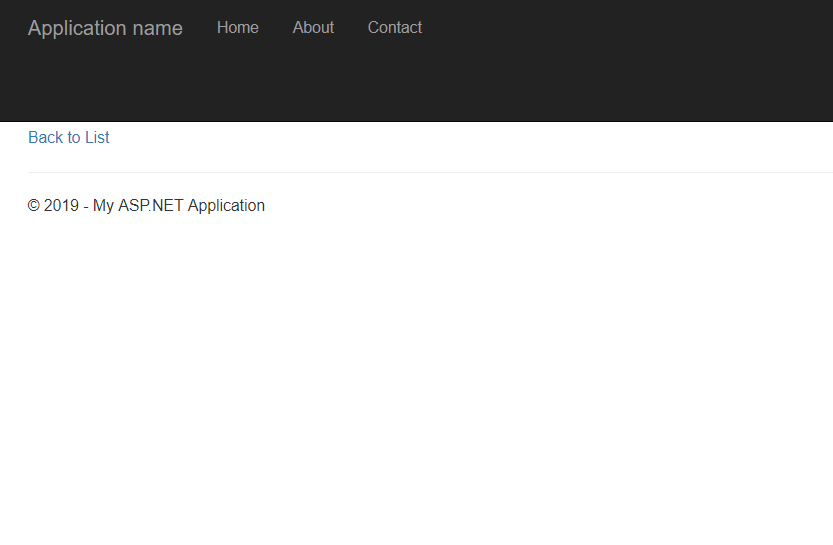 Application name Home About Contact
Back to List
© 2019 - My ASP.NET Application